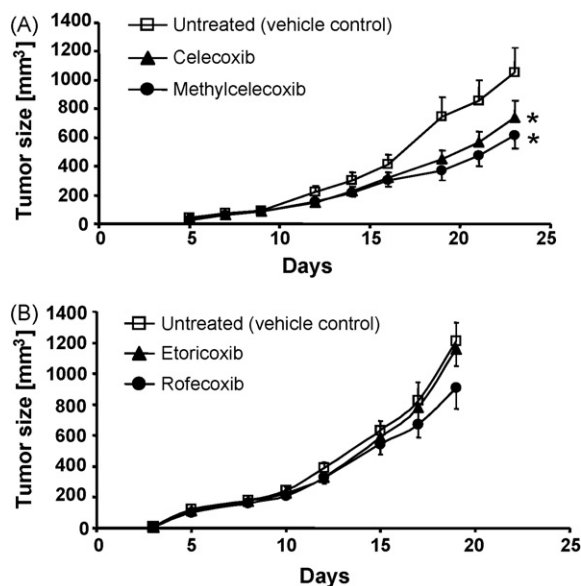 (A)
Untreated (vehicle control)
Celecoxib
Methylcelecoxib
Tumor size [mm³]
1400
1200
1000
800
600
400
200
0
*
*
0 5 10 15 20 25
Days
(B)
Untreated (vehicle control)
Etoricoxib
Rofecoxib
Tumor size [mm³]
1400
1200
1000
800
600
400
200
0
0 5 10 15 20 25
Days